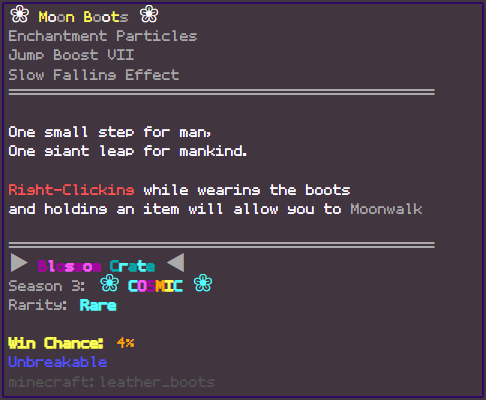 ❀ Moon Boots ❀
Enchantment Particles
Jump Boost VII
Slow Falling Effect
One small step for man,
One giant leap for mankind.
Right-Clicking while wearing the boots
and holding an item will allow you to Moonwalk
▶ Blossom Crate ◀
Season 3: ❀ COSMIC ❀
Rarity: Rare
Win Chance: 4%
Unbreakable
minecraft:leather_boots